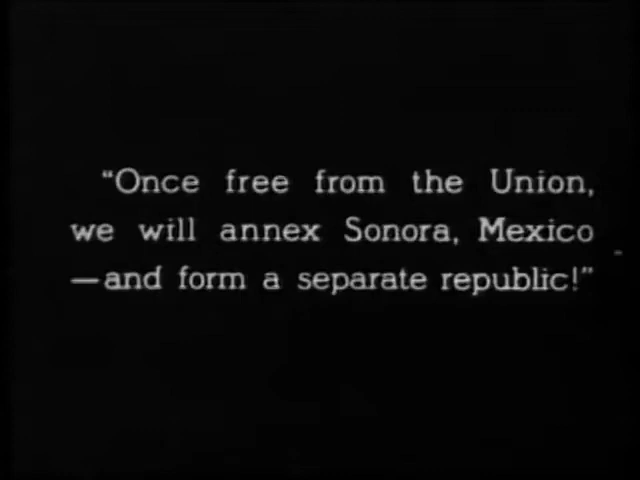 “Once free from the Union,
we will annex Sonora, Mexico
—and form a separate republic!”